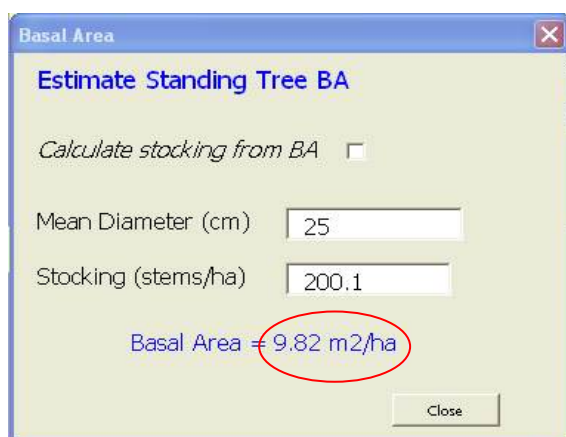 Basal Area
Estimate Standing Tree BA
Calculate stocking from BA
Mean Diameter (cm) 25
Stocking (stems/ha) 200.1
Basal Area = 9.82 m2/ha
Close